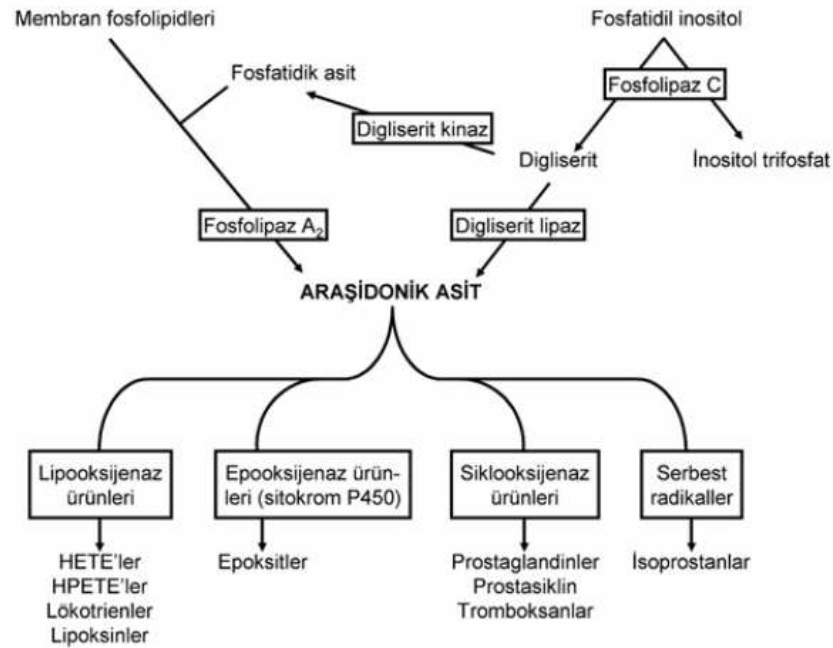 Membran fosfolipidleri
Fosfatidil inositol
Fosfatidik asit
Fosfolipaz C
Digliserit kinaz
Digliserit
İnositol trifosfat
Fosfolipaz A₂
Digliserit lipaz
ARAŞİDONİK ASİT
Lipooksijenaz
ürünleri
Epooksijenaz ürün-
leri (sitokrom P450)
Siklooksijenaz
ürünleri
Serbest
radikaller
HETE'ler
HPETE'ler
Lökotrienler
Lipoksinler
Epoksitler
Prostaglandinler
Prostasiklin
Tromboksanlar
İsoprostanlar